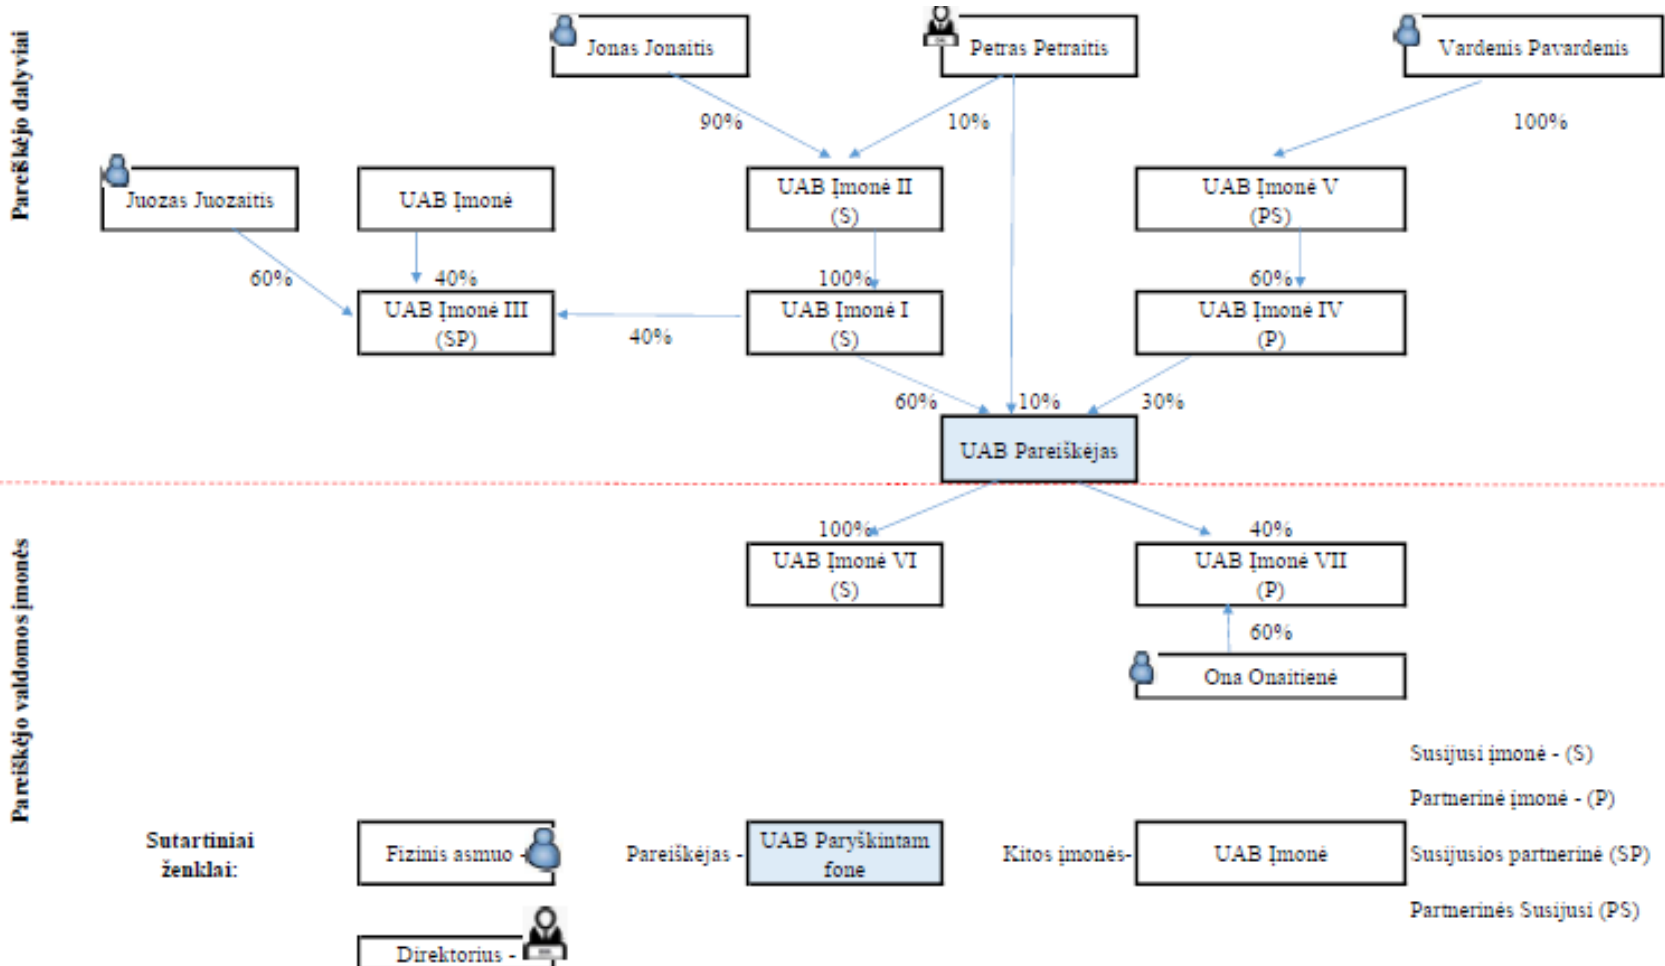 Pareiškėjo dalyviai
Jonas Jonaitis
Petras Petraitis
Vardenis Pavardenis
90%
10%
100%
Juozas Juozaitis
UAB Įmonė
UAB Įmonė II
(S)
UAB Įmonė V
(PS)
60%
40%
100%
60%
UAB Įmonė III
(SP)
40%
UAB Įmonė I
(S)
UAB Įmonė IV
(P)
60%
10%
30%
UAB Pareiškėjas
Pareiškėjo valdomos įmonės
100%
40%
UAB Įmonė VI
(S)
UAB Įmonė VII
(P)
60%
Ona Onaitienė
Susijusi įmonė - (S)
Partnerinė įmonė - (P)
Susijusios partnerinė (SP)
Partnerinės Susijusi (PS)
Sutartiniai
ženklai:
Fizinis asmuo -
Pareiškėjas -
UAB Paryškintam
fone
Kitos įmonės-
UAB Įmonė
Direktorius -